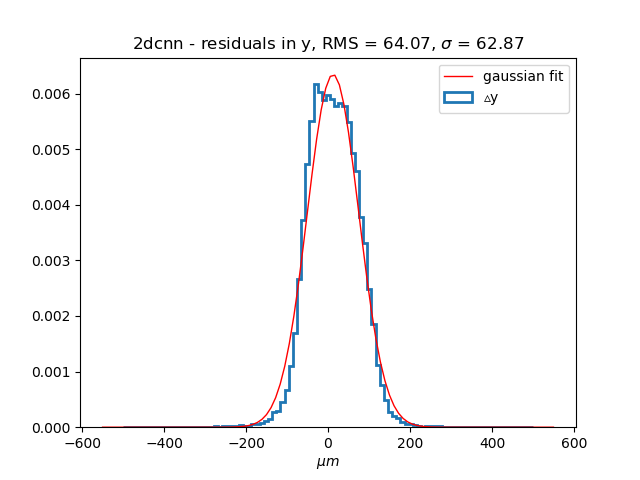 2dcnn - residuals in y, RMS = 64.07, σ = 62.87
gaussian fit
▵y
0.006
0.005
0.004
0.003
0.002
0.001
0.000
−600 −400 −200 0 200 400 600
μm